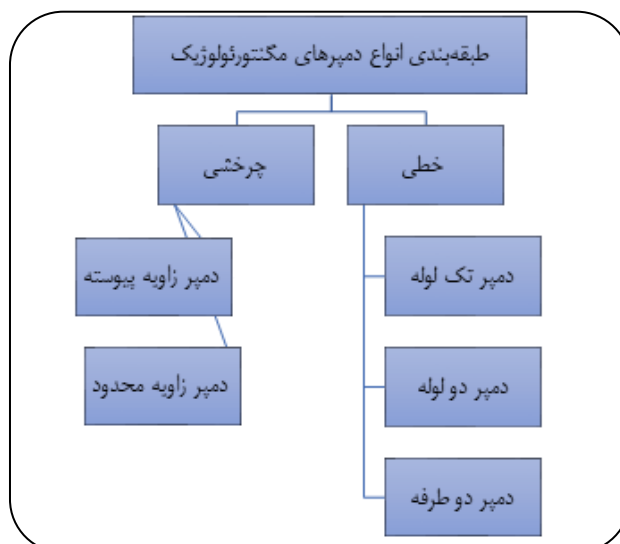 طبقه‌بندی انواع دمپرهای مگنتورئولوژیک
خطی
چرخشی
دمپر تک لوله
دمپر دو لوله
دمپر دو طرفه
دمپر زاویه پیوسته
دمپر زاویه محدود